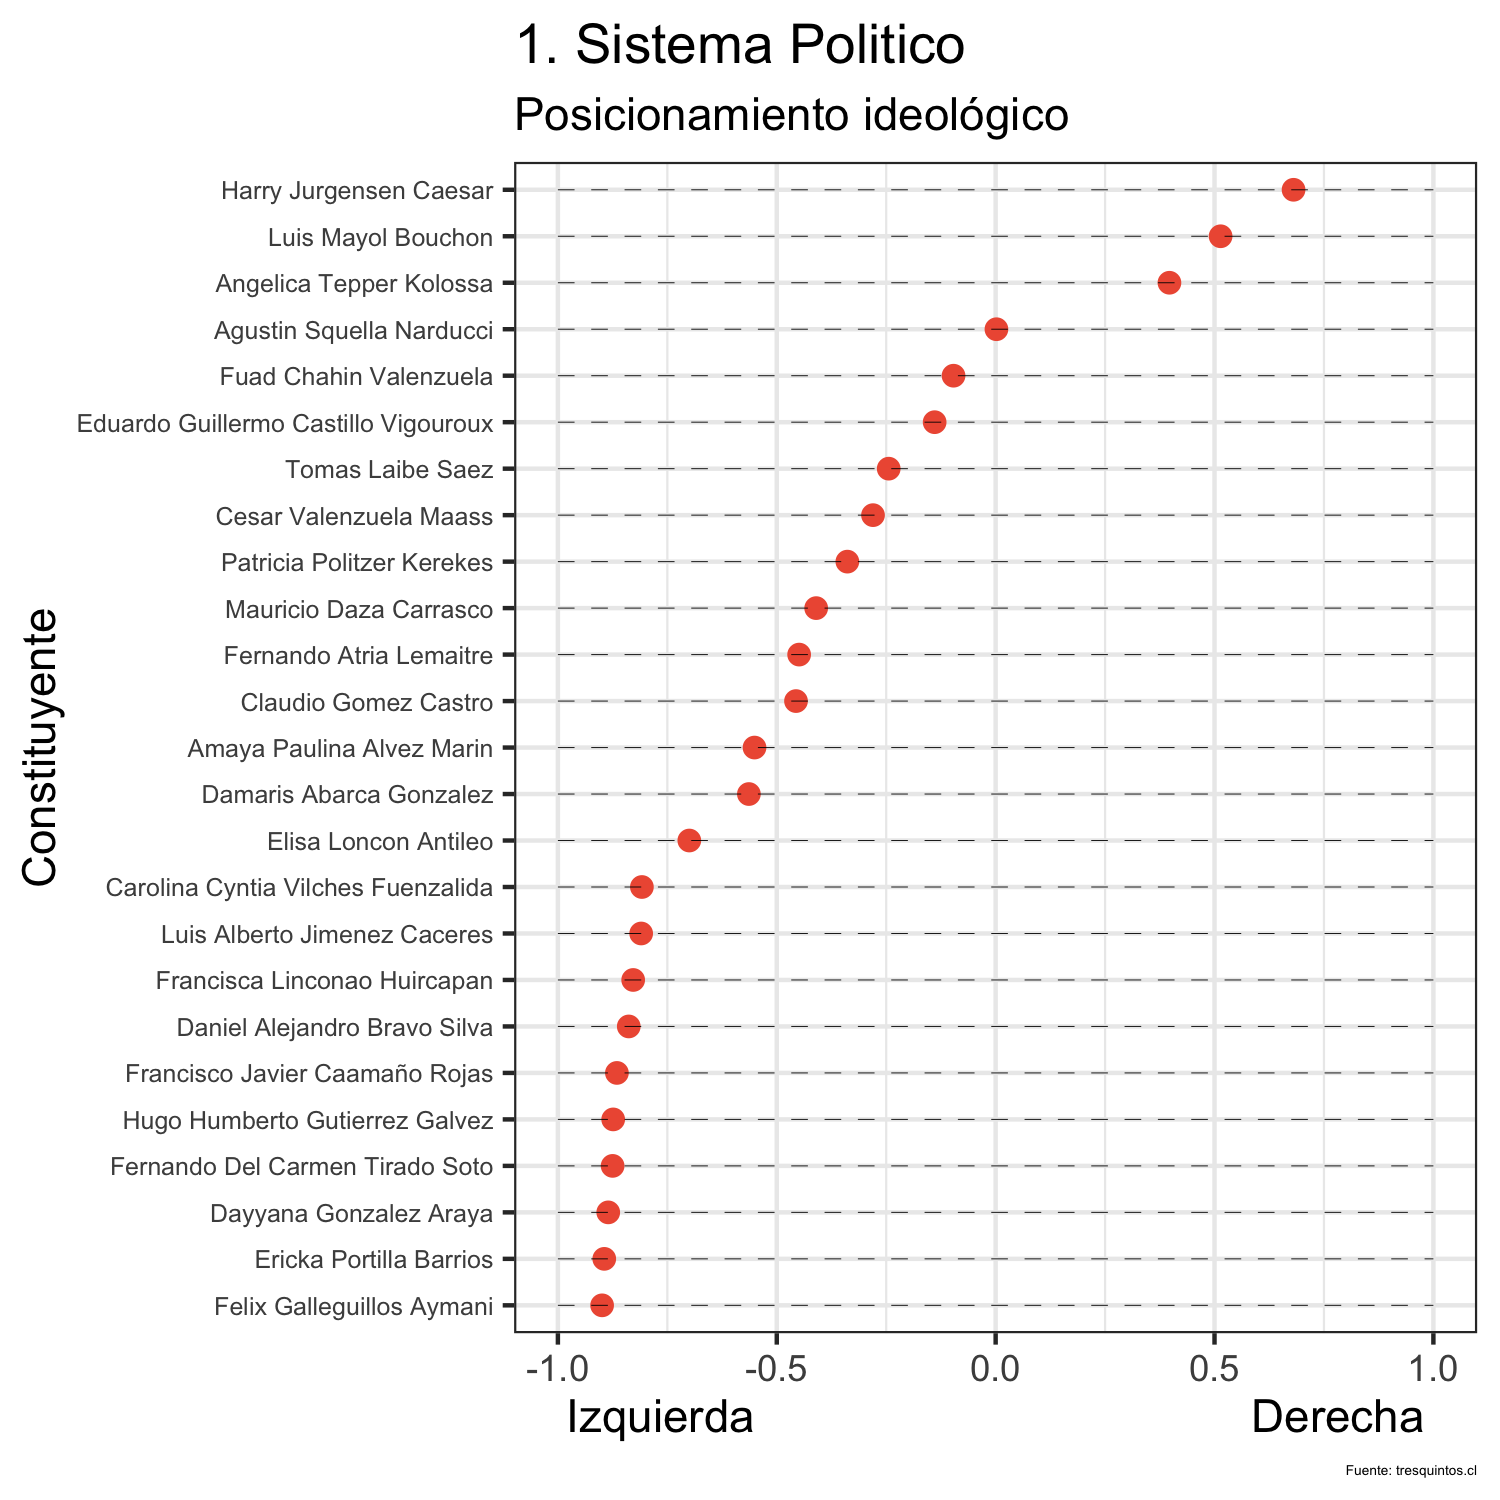 1. Sistema Politico
Posicionamiento ideológico
Constituyente
Harry Jurgensen Caesar
Luis Mayol Bouchon
Angelica Tepper Kolossa
Agustin Squella Narducci
Fuad Chahin Valenzuela
Eduardo Guillermo Castillo Vigouroux
Tomas Laibe Saez
Cesar Valenzuela Maass
Patricia Politzer Kerekes
Mauricio Daza Carrasco
Fernando Atria Lemaitre
Claudio Gomez Castro
Amaya Paulina Alvez Marin
Damaris Abarca Gonzalez
Elisa Loncon Antileo
Carolina Cyntia Vilches Fuenzalida
Luis Alberto Jimenez Caceres
Francisca Linconao Huircapan
Daniel Alejandro Bravo Silva
Francisco Javier Caamaño Rojas
Hugo Humberto Gutierrez Galvez
Fernando Del Carmen Tirado Soto
Dayyana Gonzalez Araya
Ericka Portilla Barrios
Felix Galleguillos Aymani
-1.0 -0.5 0.0 0.5 1.0
Izquierda Derecha
Fuente: tresquintos.cl